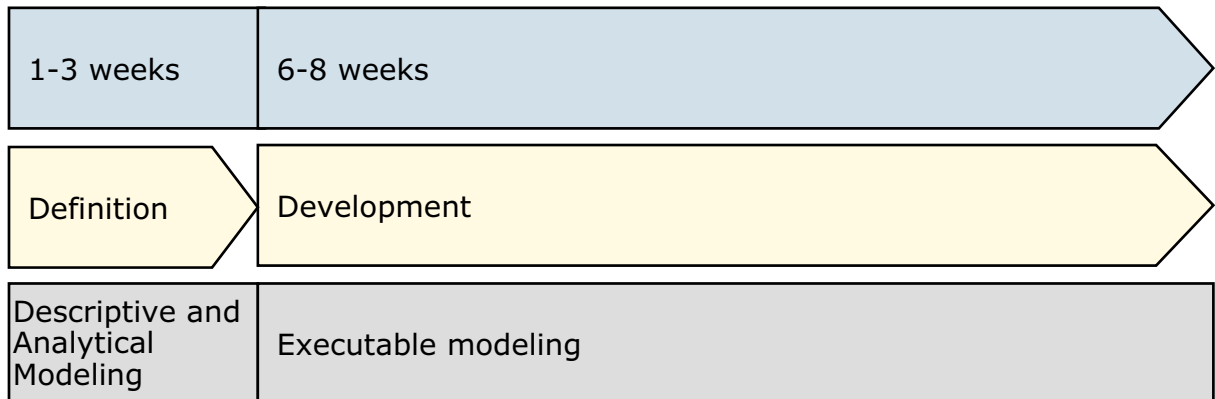 1-3 weeks
6-8 weeks
Definition
Development
Descriptive and
Analytical
Modeling
Executable modeling